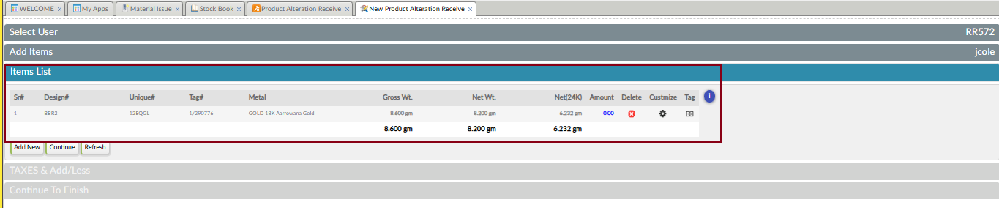 WELCOME × My Apps Material Issue × Stock Book × Product Alteration Receive × New Product Alteration Receive ×
Select User RR572
Add Items jcole
Items List
Sr# Design# Unique# Tag# Metal Gross Wt. Net Wt. Net(24K) Amount Delete Custmize Tag i
1 BBR2 12EQGL 1/290776 GOLD 18K Aarrowana Gold 8.600 gm 8.200 gm 6.232 gm 0.00
8.600 gm 8.200 gm 6.232 gm
Add New Continue Refresh
TAXES & Add/Less
Continue To Finish